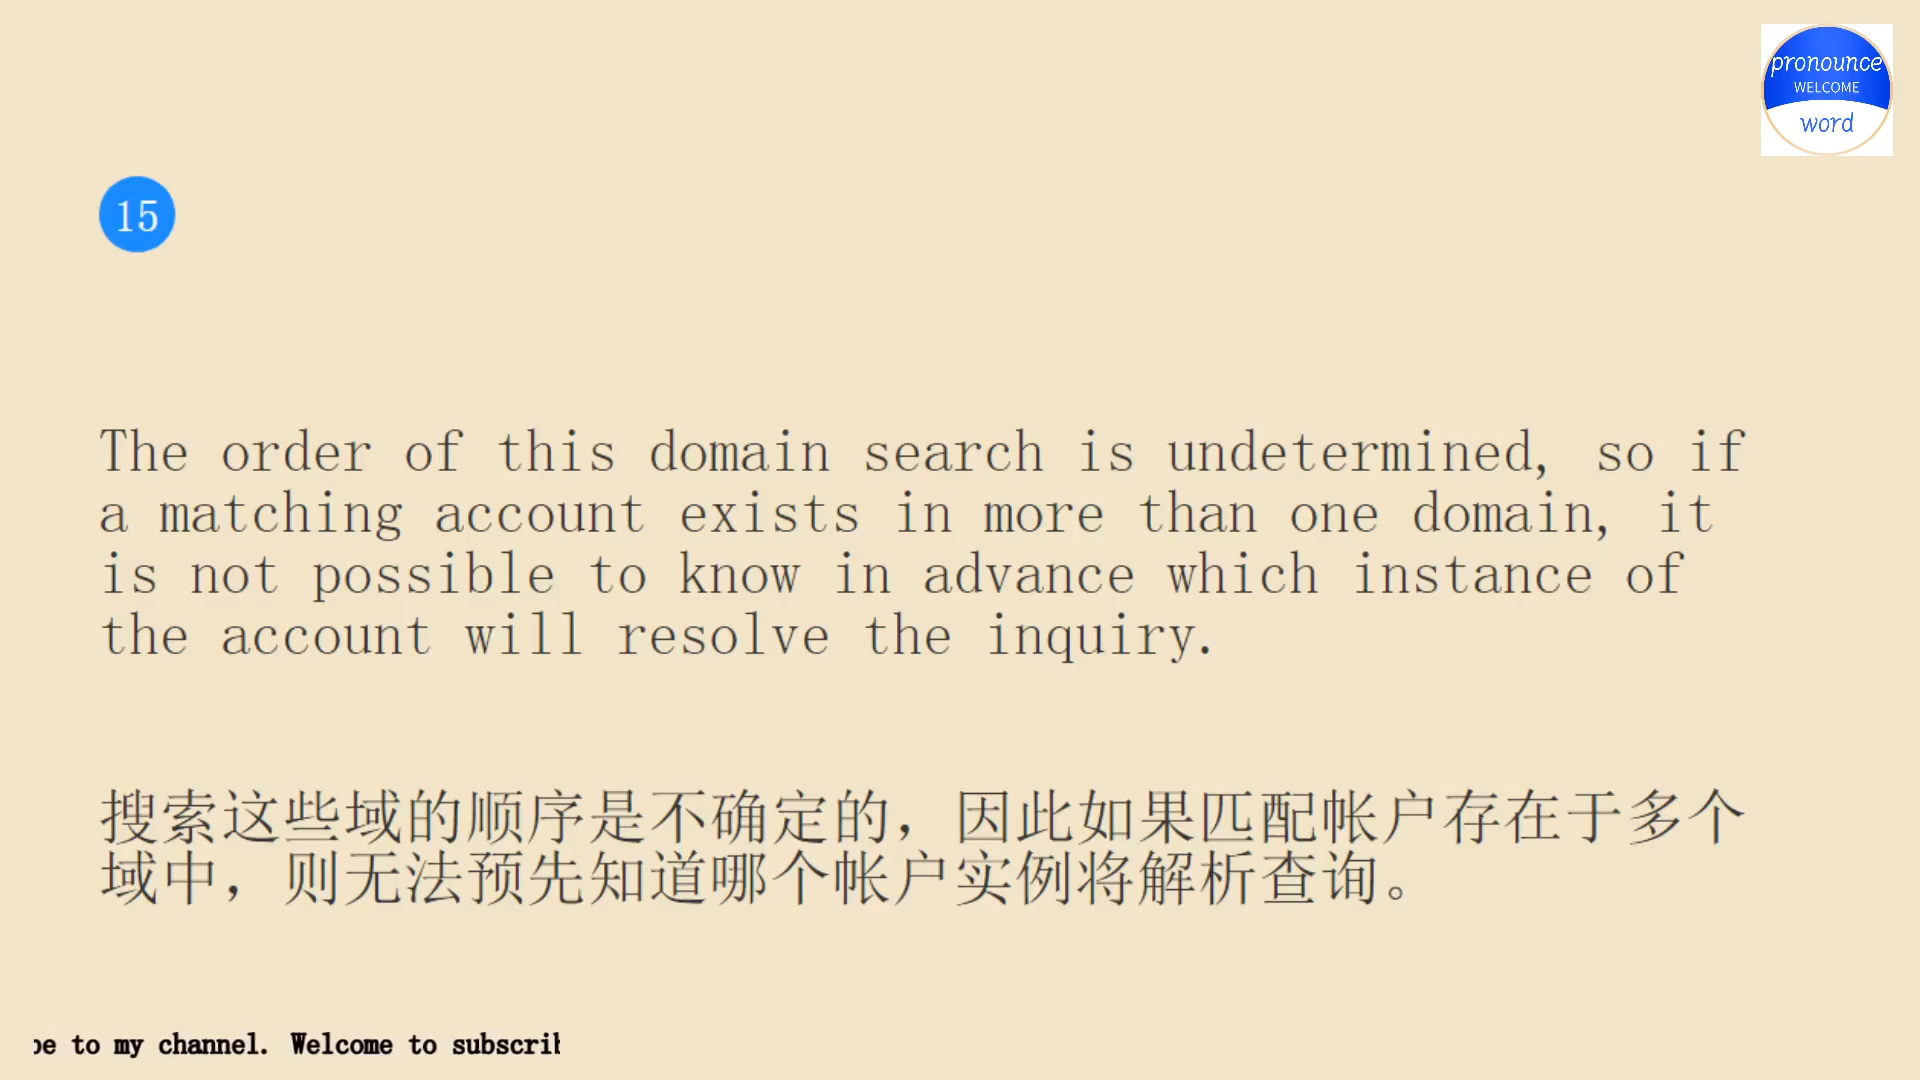 pronounce
WELCOME
word
15
The order of this domain search is undetermined, so if
a matching account exists in more than one domain, it
is not possible to know in advance which instance of
the account will resolve the inquiry.
搜索这些域的顺序是不确定的，因此如果匹配帐户存在于多个
域中，则无法预先知道哪个帐户实例将解析查询。
to my channel. Welcome to